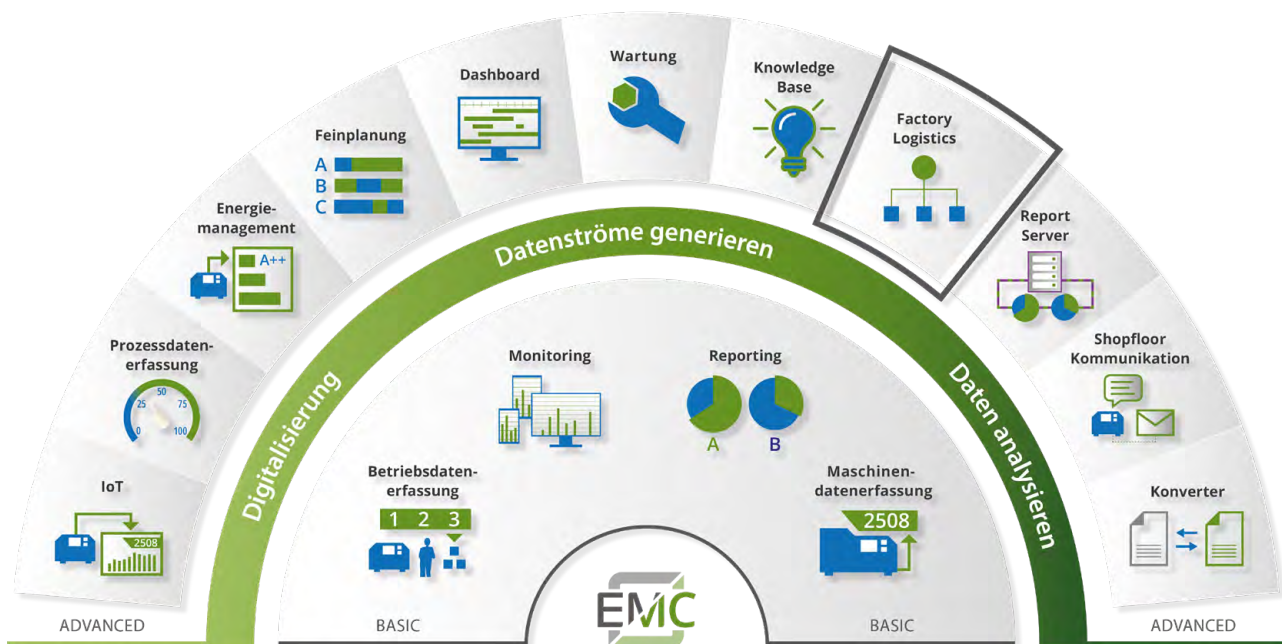 IoT
2508
Prozessdaten-
erfassung
0
25
50
75
100
Energie-
management
A++
Feinplanung
A
B
C
Dashboard
Wartung
Knowledge
Base
Factory
Logistics
Report
Server
Shopfloor
Kommunikation
Konverter
Digitalisierung
Datenströme generieren
Daten analysieren
Betriebsdaten-
erfassung
1 2 3
Monitoring
Reporting
A
B
Maschinen-
datenerfassung
2508
EMC
ADVANCED
BASIC
BASIC
ADVANCED